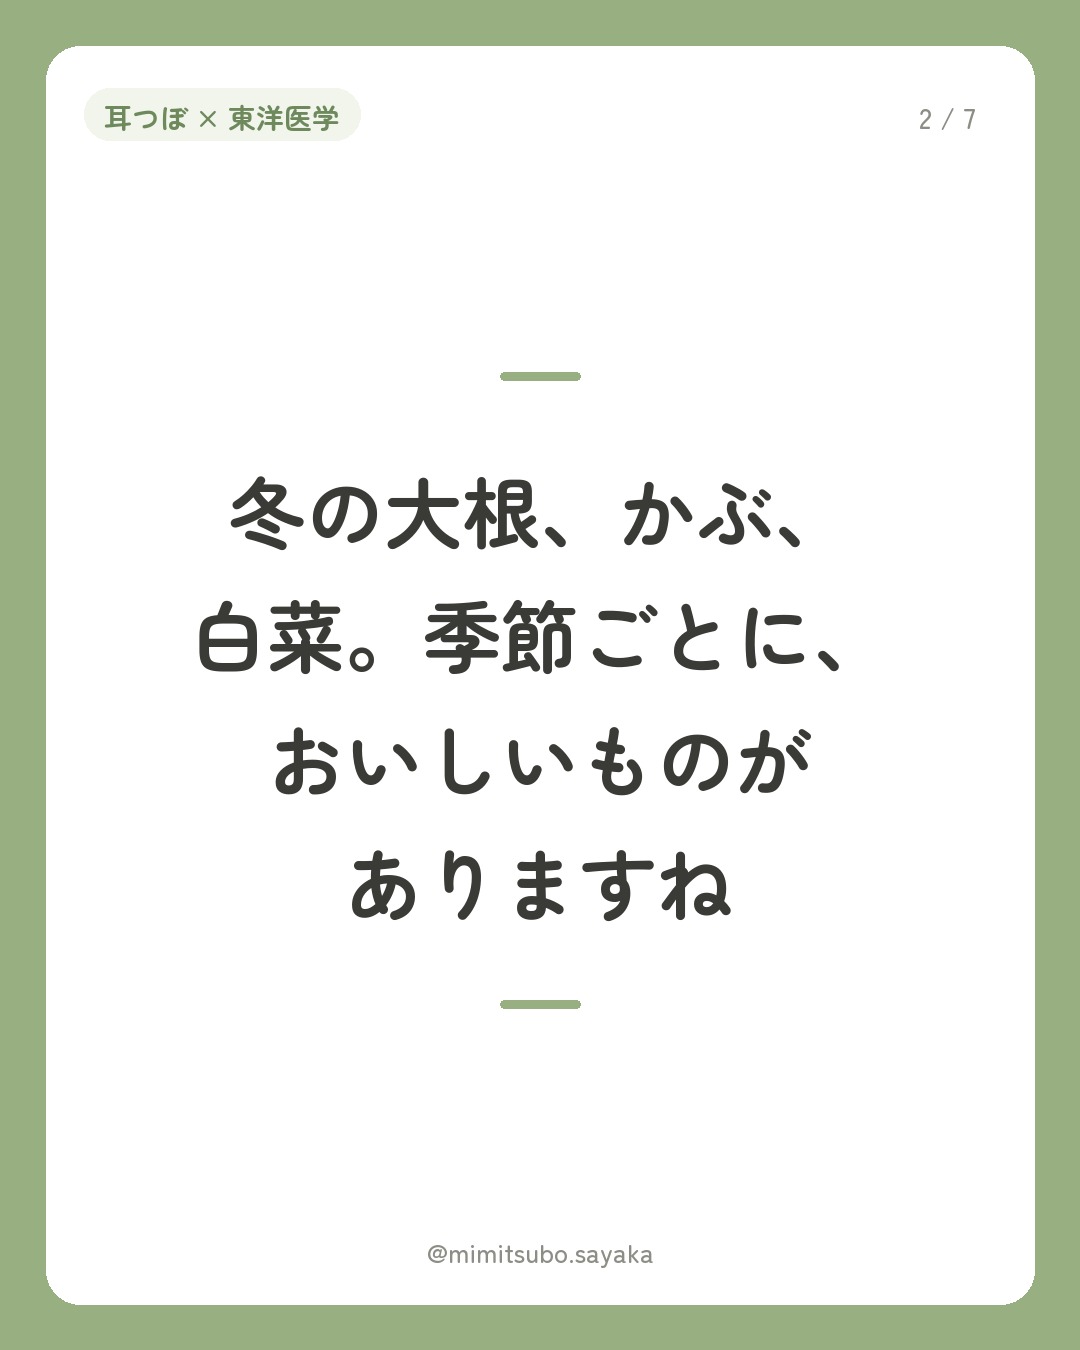 耳つぼ × 東洋医学
2 / 7
冬の大根、かぶ、
白菜。季節ごとに、
おいしいものが
ありますね
@mimitsubo.sayaka